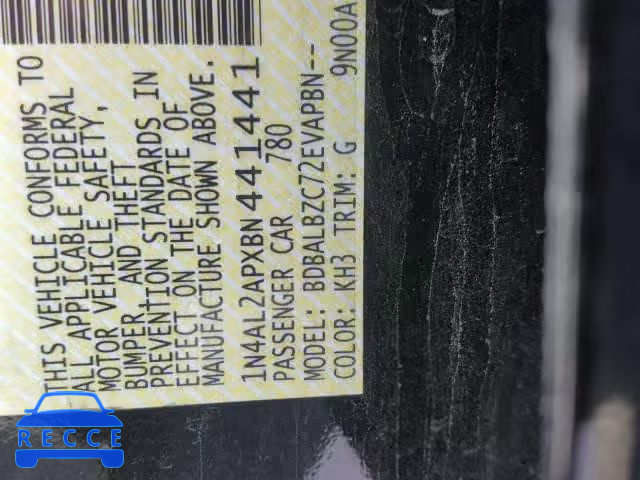 THIS VEHICLE CONFORMS TO
ALL APPLICABLE FEDERAL
MOTOR VEHICLE SAFETY,
BUMPER, AND THEFT
PREVENTION STANDARDS IN
EFFECT ON THE DATE OF
MANUFACTURE SHOWN ABOVE.
1N4AL2APXBN441441
PASSENGER CAR 780
MODEL: BDBALBZC72EVAPBN--
COLOR: KH3 TRIM: G 9N00A
RECCE